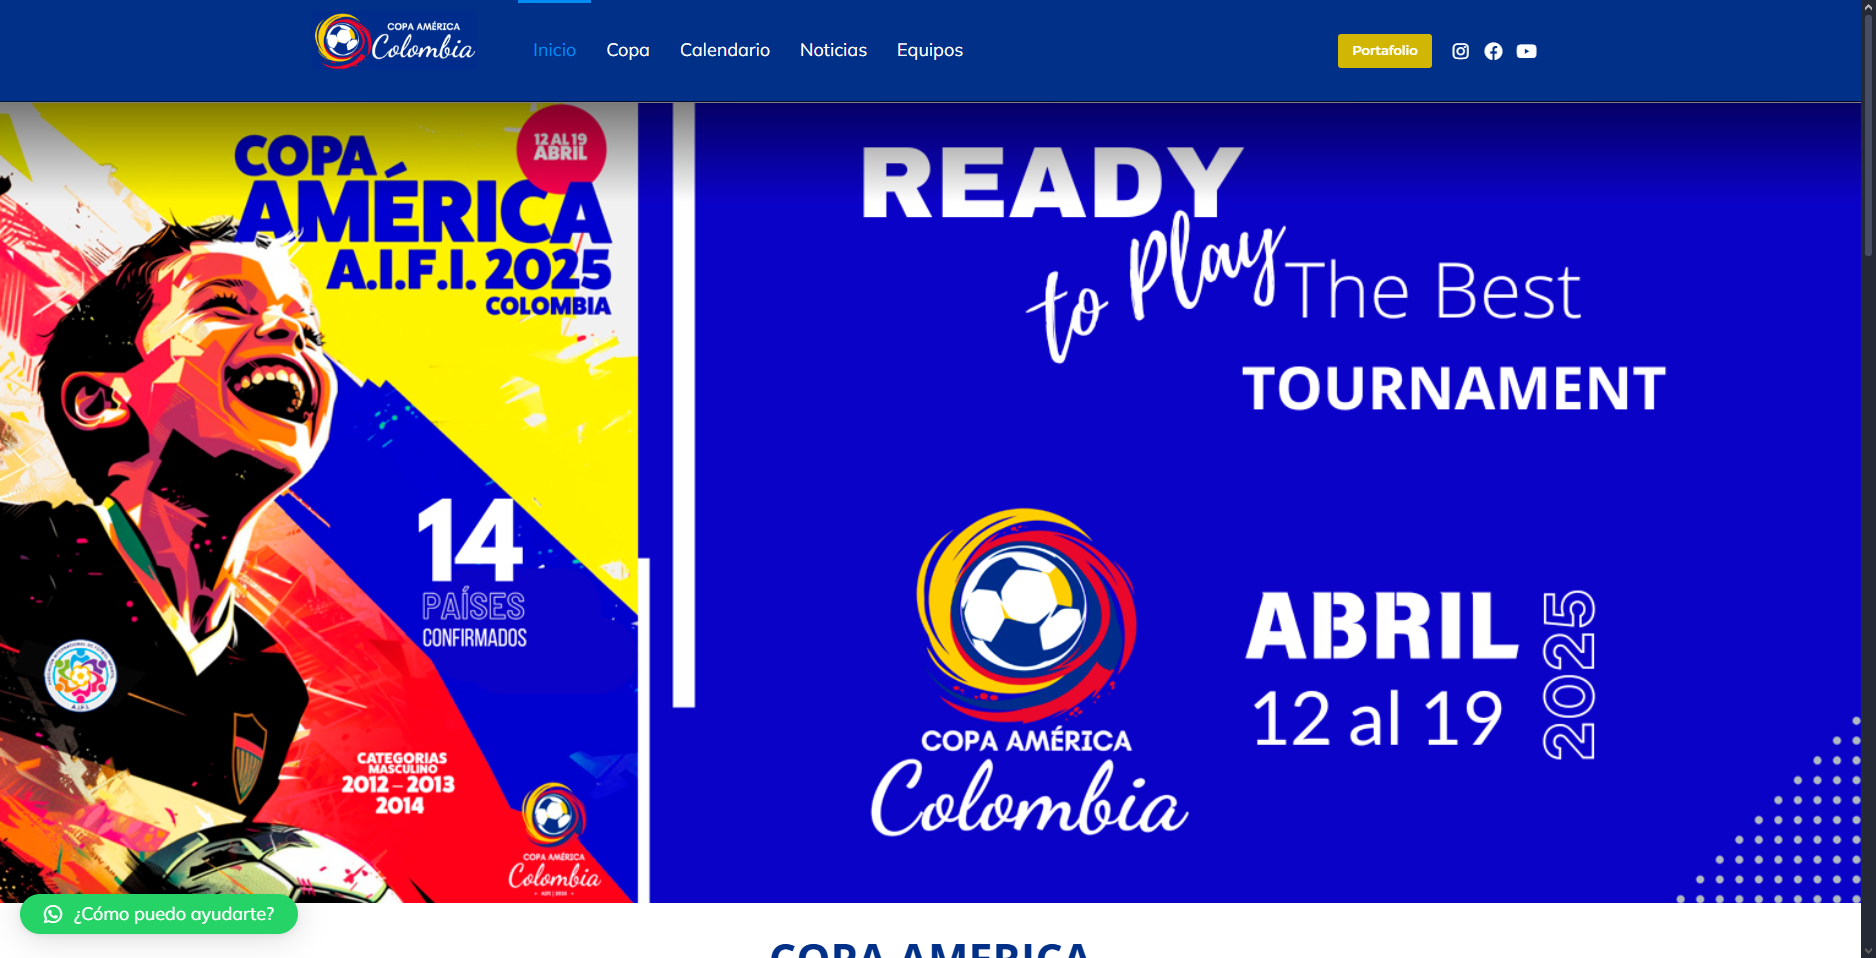 COPA AMÉRICA
Colombia
Inicio
Copa
Calendario
Noticias
Equipos
Portafolio
12 AL 19
ABRIL
COPA
AMÉRICA
A.I.F.I. 2025
COLOMBIA
14
PAÍSES
CONFIRMADOS
A.I.F.I.
CATEGORIAS
MASCULINO
2012 – 2013
2014
COPA AMÉRICA
Colombia
READY
to Play
The Best
TOURNAMENT
COPA AMÉRICA
Colombia
ABRIL
12 al 19
2025
¿Cómo puedo ayudarte?
COPA AMERICA